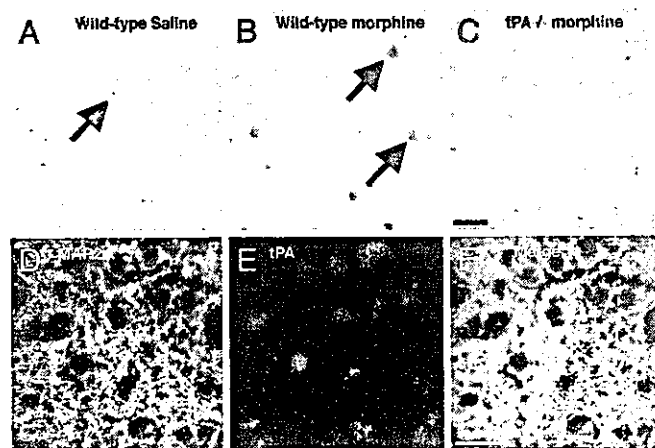 A Wild-type Saline
B Wild-type morphine
C tPA -/- morphine
D MAP2
E tPA
F